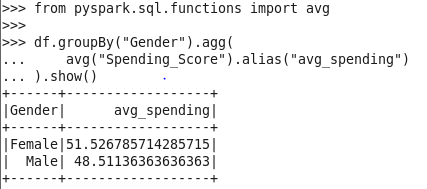 >>> from pyspark.sql.functions import avg
>>>
>>> df.groupBy("Gender").agg(
...     avg("Spending_Score").alias("avg_spending")
... ).show()
+------+------------------+
|Gender|      avg_spending|
+------+------------------+
|Female|51.526785714285715|
|  Male| 48.51136363636363|
+------+------------------+